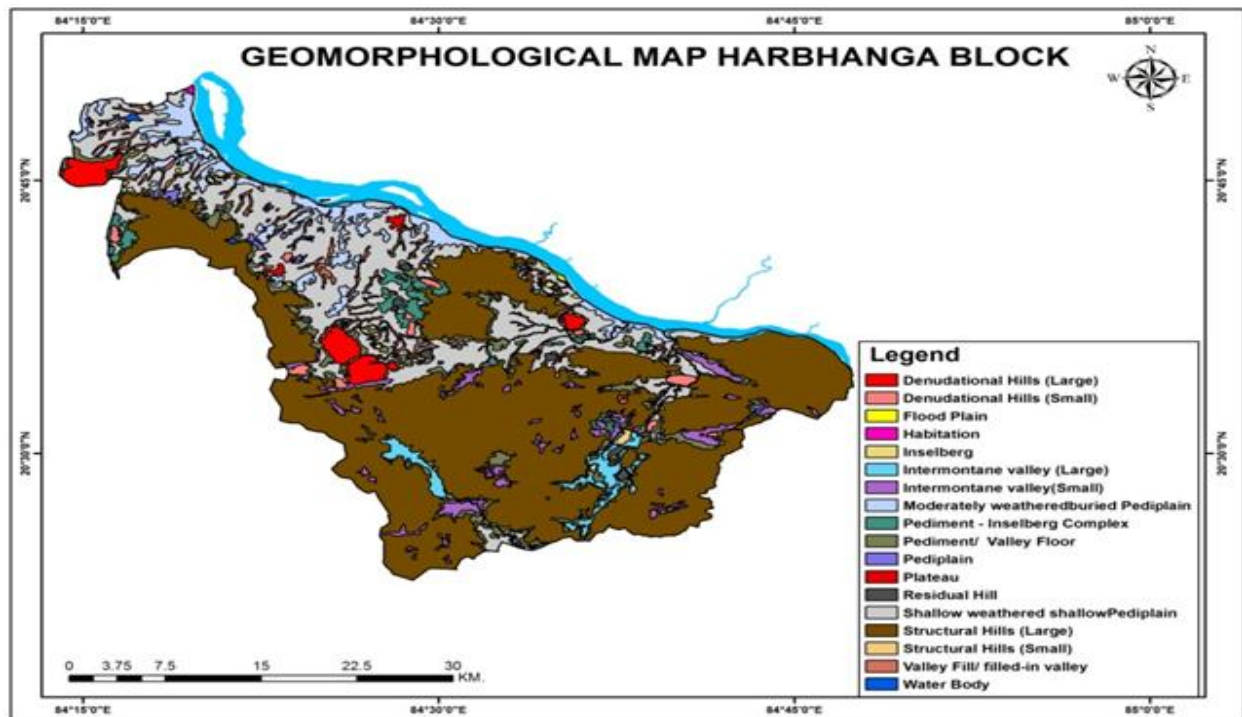 84°15'0"E 84°30'0"E 84°45'0"E 85°0'0"E
GEOMORPHOLOGICAL MAP HARBHANGA BLOCK
N
W E
S
20°45'0"N 20°45'0"N
20°30'0"N 20°30'0"N
Legend
Denudational Hills (Large)
Denudational Hills (Small)
Flood Plain
Habitation
Inselberg
Intermontane valley (Large)
Intermontane valley(Small)
Moderately weatheredburied Pediplain
Pediment - Inselberg Complex
Pediment/ Valley Floor
Pediplain
Plateau
Residual Hill
Shallow weathered shallowPediplain
Structural Hills (Large)
Structural Hills (Small)
Valley Fill/ filled-in valley
Water Body
0 3.75 7.5 15 22.5 30
KM.
84°15'0"E 84°30'0"E 84°45'0"E 85°0'0"E